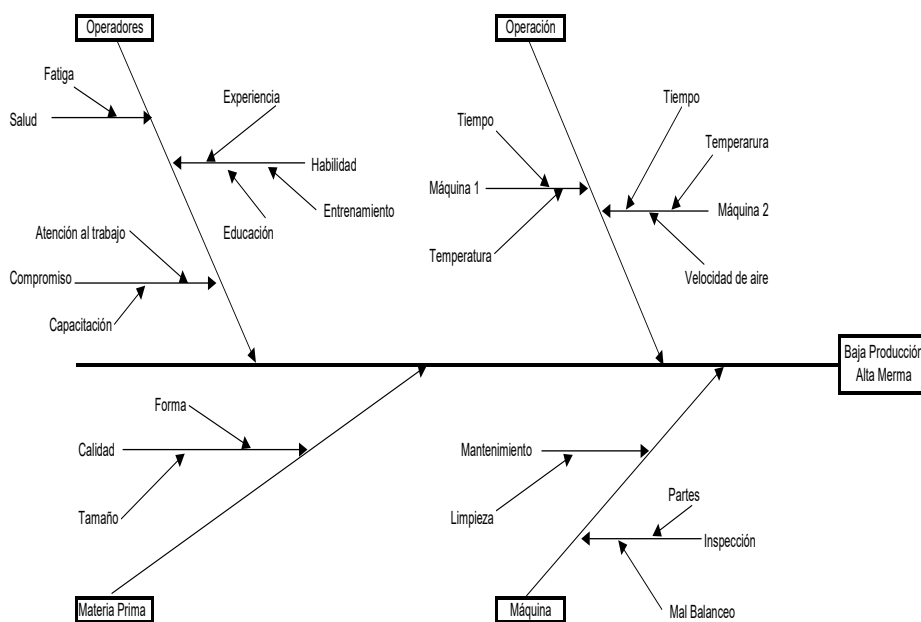 Operadores
Operación
Fatiga
Experiencia
Tiempo
Tiempo
Salud
Temperarura
Habilidad
Máquina 1
Máquina 2
Entrenamiento
Atención al trabajo
Educación
Temperatura
Compromiso
Velocidad de aire
Capacitación
Baja Producción
Alta Merma
Forma
Calidad
Mantenimiento
Partes
Tamaño
Limpieza
Inspección
Materia Prima
Máquina
Mal Balanceo